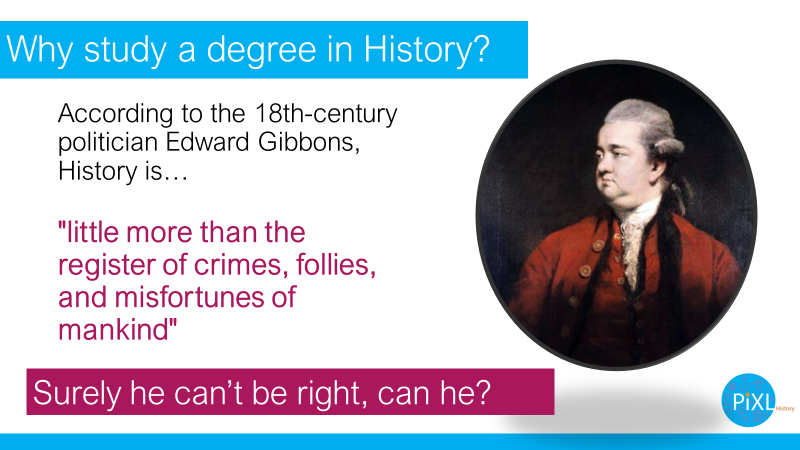 Why study a degree in History?
According to the 18th-century
politician Edward Gibbons,
History is…
"little more than the
register of crimes, follies,
and misfortunes of
mankind"
Surely he can’t be right, can he?
PiXL
History